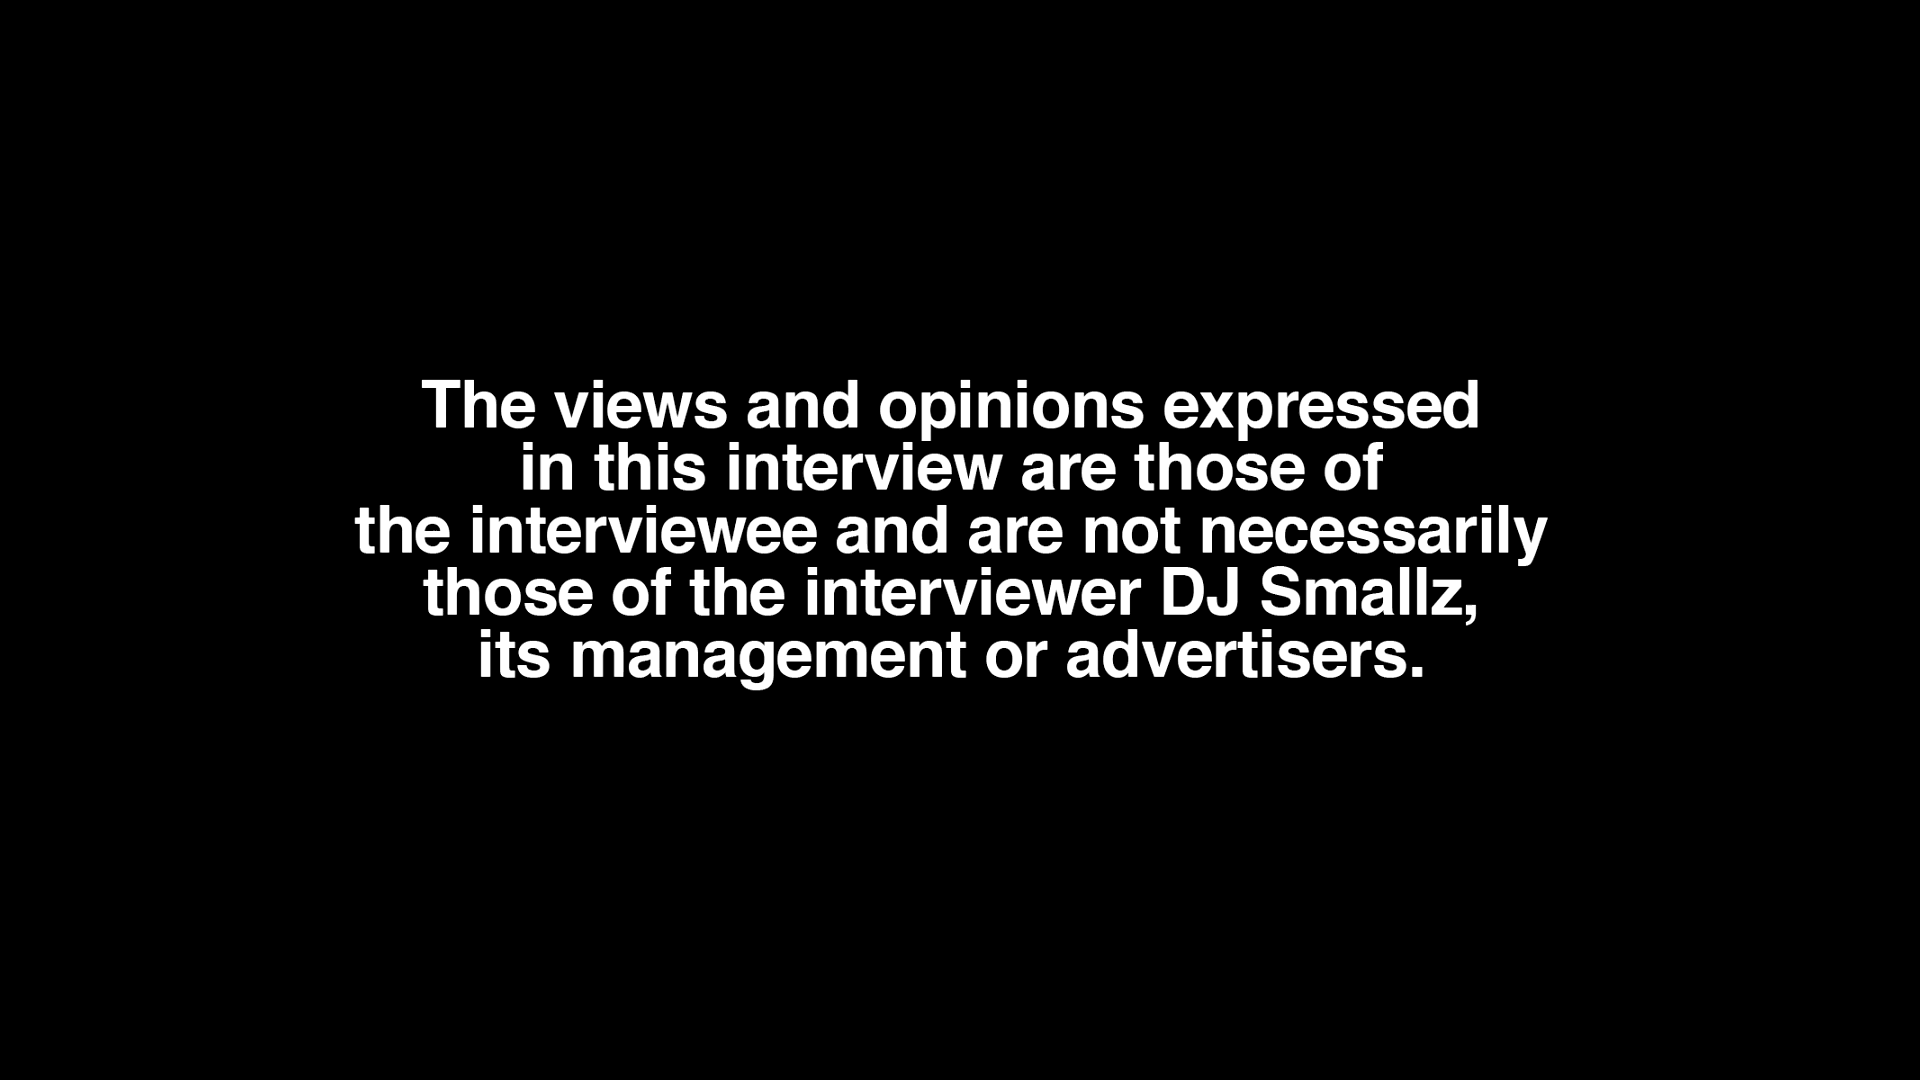 The views and opinions expressed
in this interview are those of
the interviewee and are not necessarily
those of the interviewer DJ Smallz,
its management or advertisers.